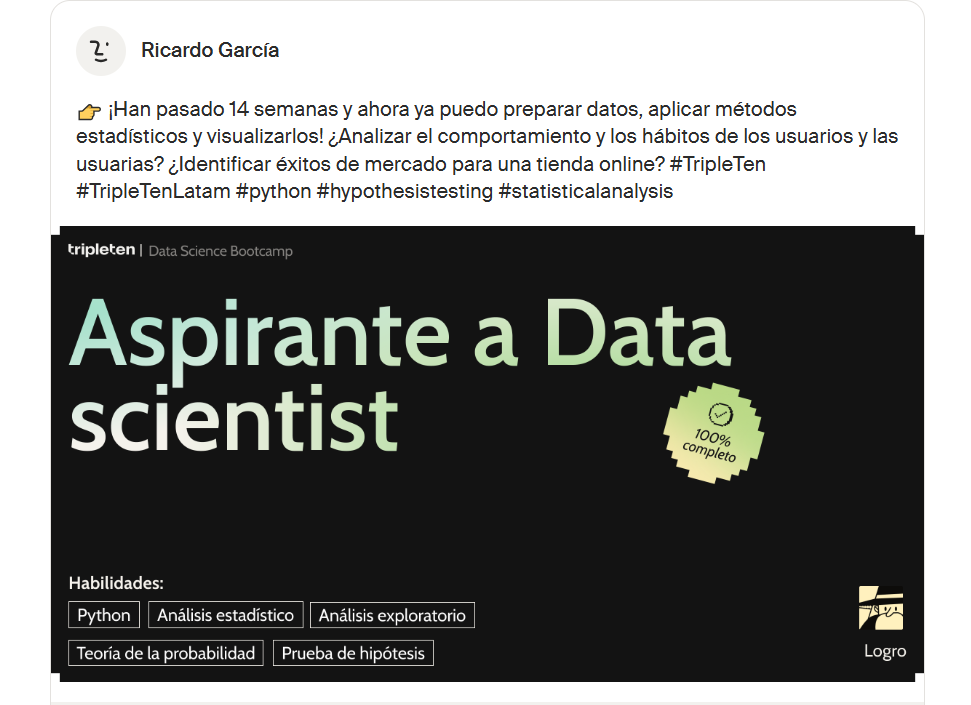 Ricardo García
👉 ¡Han pasado 14 semanas y ahora ya puedo preparar datos, aplicar métodos
estadísticos y visualizarlos! ¿Analizar el comportamiento y los hábitos de los usuarios y las
usuarias? ¿Identificar éxitos de mercado para una tienda online? #TripleTen
#TripleTenLatam #python #hypothesistesting #statisticalanalysis
tripleten | Data Science Bootcamp
Aspirante a Data
scientist
100%
completo
Habilidades:
Python Análisis estadístico Análisis exploratorio
Teoría de la probabilidad Prueba de hipótesis
Logro